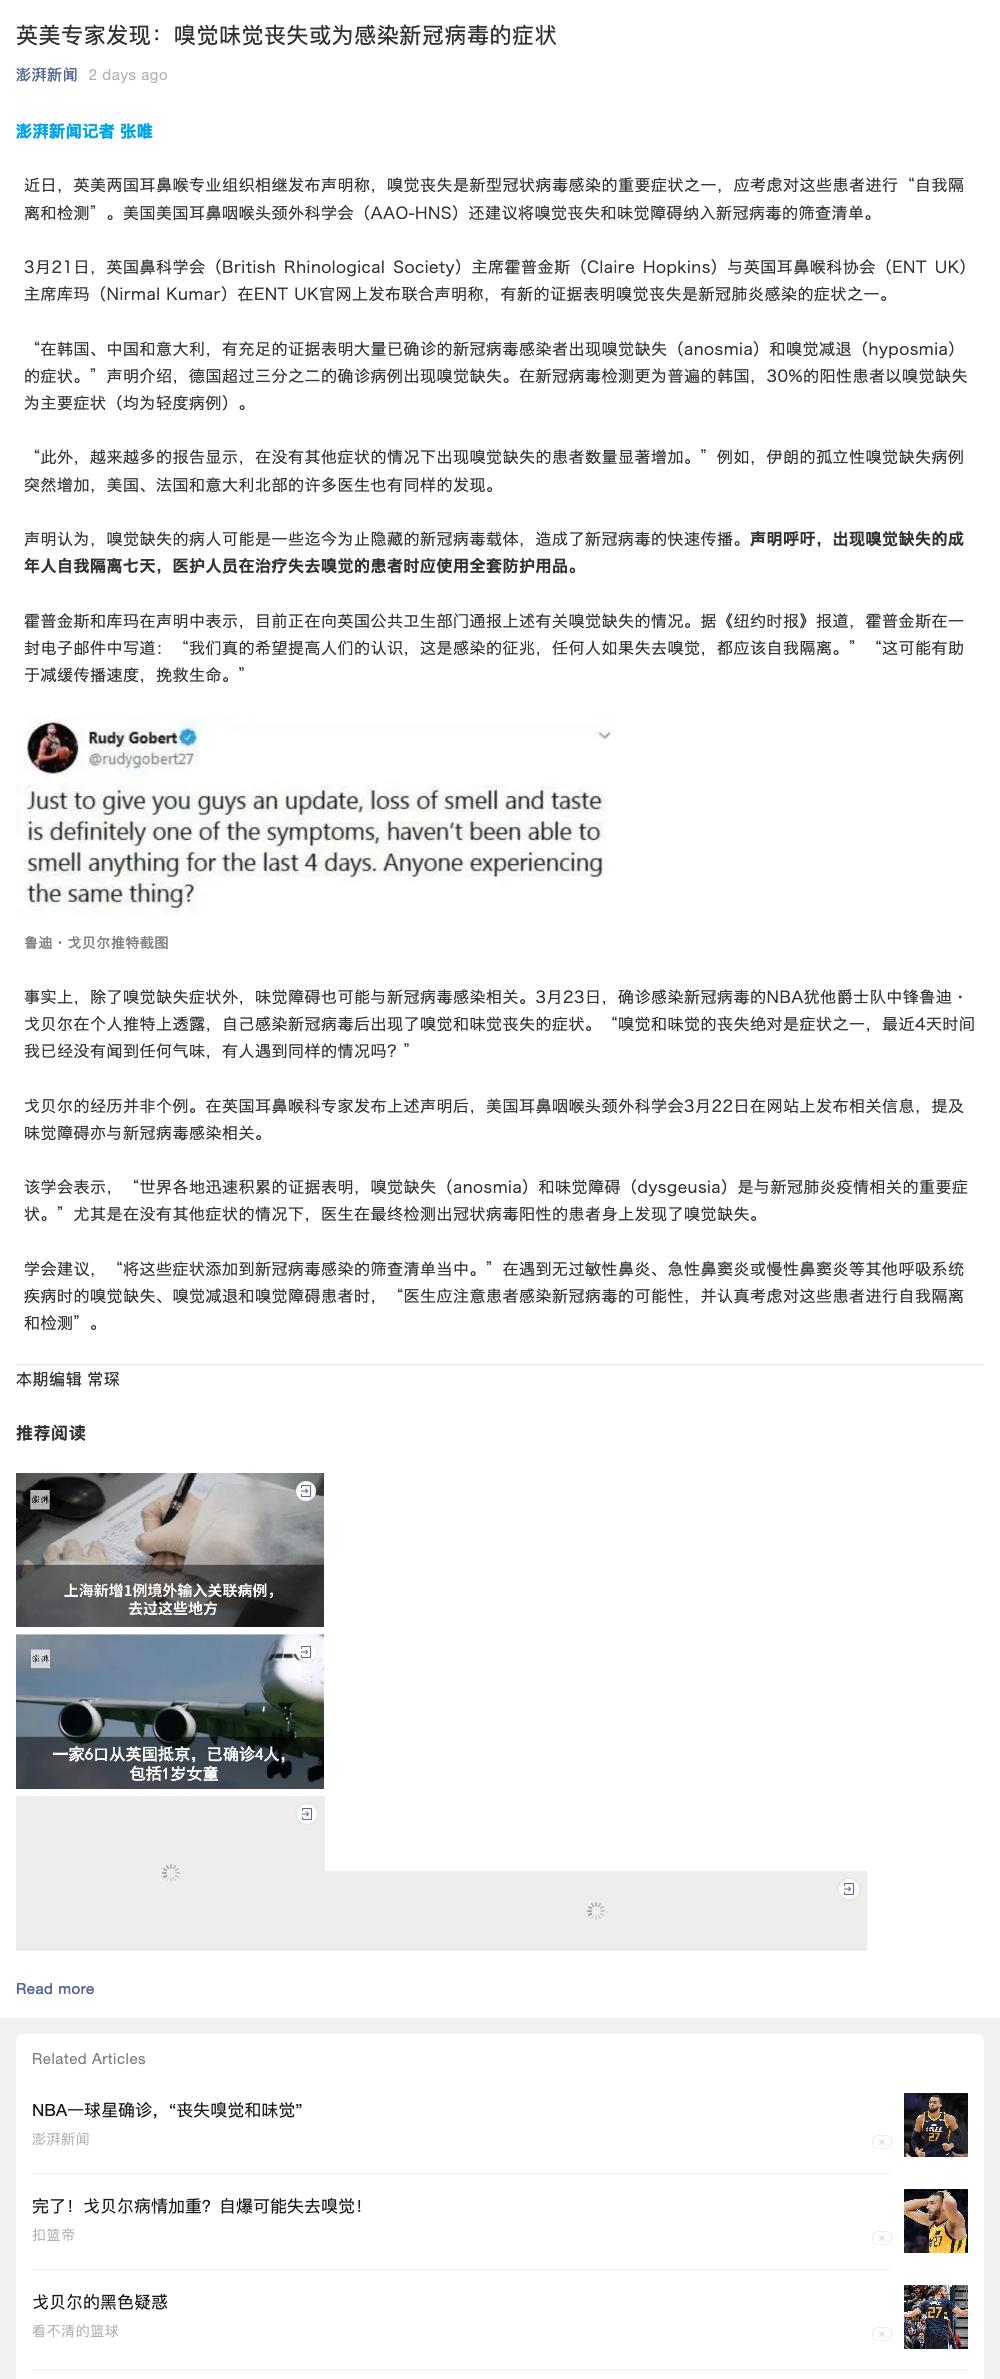 英美专家发现：嗅觉味觉丧失或为感染新冠病毒的症状
澎湃新闻 2 days ago
澎湃新闻记者 张唯
近日，英美两国耳鼻喉专业组织相继发布声明称，嗅觉丧失是新型冠状病毒感染的重要症状之一，应考虑对这些患者进行“自我隔
离和检测”。美国美国耳鼻咽喉头颈外科学会（AAO-HNS）还建议将嗅觉丧失和味觉障碍纳入新冠病毒的筛查清单。
3月21日，英国鼻科学会（British Rhinological Society）主席霍普金斯（Claire Hopkins）与英国耳鼻喉科协会（ENT UK）
主席库玛（Nirmal Kumar）在ENT UK官网上发布联合声明称，有新的证据表明嗅觉丧失是新冠肺炎感染的症状之一。
“在韩国、中国和意大利，有充足的证据表明大量已确诊的新冠病毒感染者出现嗅觉缺失（anosmia）和嗅觉减退（hyposmia）
的症状。”声明介绍，德国超过三分之二的确诊病例出现嗅觉缺失。在新冠病毒检测更为普遍的韩国，30%的阳性患者以嗅觉缺失
为主要症状（均为轻度病例）。
“此外，越来越多的报告显示，在没有其他症状的情况下出现嗅觉缺失的患者数量显著增加。”例如，伊朗的孤立性嗅觉缺失病例
突然增加，美国、法国和意大利北部的许多医生也有同样的发现。
声明认为，嗅觉缺失的病人可能是一些迄今为止隐藏的新冠病毒载体，造成了新冠病毒的快速传播。声明呼吁，出现嗅觉缺失的成
年人自我隔离七天，医护人员在治疗失去嗅觉的患者时应使用全套防护用品。
霍普金斯和库玛在声明中表示，目前正在向英国公共卫生部门通报上述有关嗅觉缺失的情况。据《纽约时报》报道，霍普金斯在一
封电子邮件中写道：“我们真的希望提高人们的认识，这是感染的征兆，任何人如果失去嗅觉，都应该自我隔离。”“这可能有助
于减缓传播速度，挽救生命。”
Rudy Gobert
@rudygobert27
Just to give you guys an update, loss of smell and taste
is definitely one of the symptoms, haven't been able to
smell anything for the last 4 days. Anyone experiencing
the same thing?
鲁迪·戈贝尔推特截图
事实上，除了嗅觉缺失症状外，味觉障碍也可能与新冠病毒感染相关。3月23日，确诊感染新冠病毒的NBA犹他爵士队中锋鲁迪·
戈贝尔在个人推特上透露，自己感染新冠病毒后出现了嗅觉和味觉丧失的症状。“嗅觉和味觉的丧失绝对是症状之一，最近4天时间
我已经没有闻到任何气味，有人遇到同样的情况吗？”
戈贝尔的经历并非个例。在英国耳鼻喉科专家发布上述声明后，美国耳鼻咽喉头颈外科学会3月22日在网站上发布相关信息，提及
味觉障碍亦与新冠病毒感染相关。
该学会表示，“世界各地迅速积累的证据表明，嗅觉缺失（anosmia）和味觉障碍（dysgeusia）是与新冠肺炎疫情相关的重要症
状。”尤其是在没有其他症状的情况下，医生在最终检测出冠状病毒阳性的患者身上发现了嗅觉缺失。
学会建议，“将这些症状添加到新冠病毒感染的筛查清单当中。”在遇到无过敏性鼻炎、急性鼻窦炎或慢性鼻窦炎等其他呼吸系统
疾病时的嗅觉缺失、嗅觉减退和嗅觉障碍患者时，“医生应注意患者感染新冠病毒的可能性，并认真考虑对这些患者进行自我隔离
和检测”。
本期编辑 常琛
推荐阅读
澎湃
上海新增1例境外输入关联病例，
去过这些地方
澎湃
一家6口从英国抵京，已确诊4人，
包括1岁女童
Read more
Related Articles
NBA一球星确诊，“丧失嗅觉和味觉”
澎湃新闻
27
完了！戈贝尔病情加重？自爆可能失去嗅觉！
扣篮帝
27
戈贝尔的黑色疑惑
看不清的篮球
27